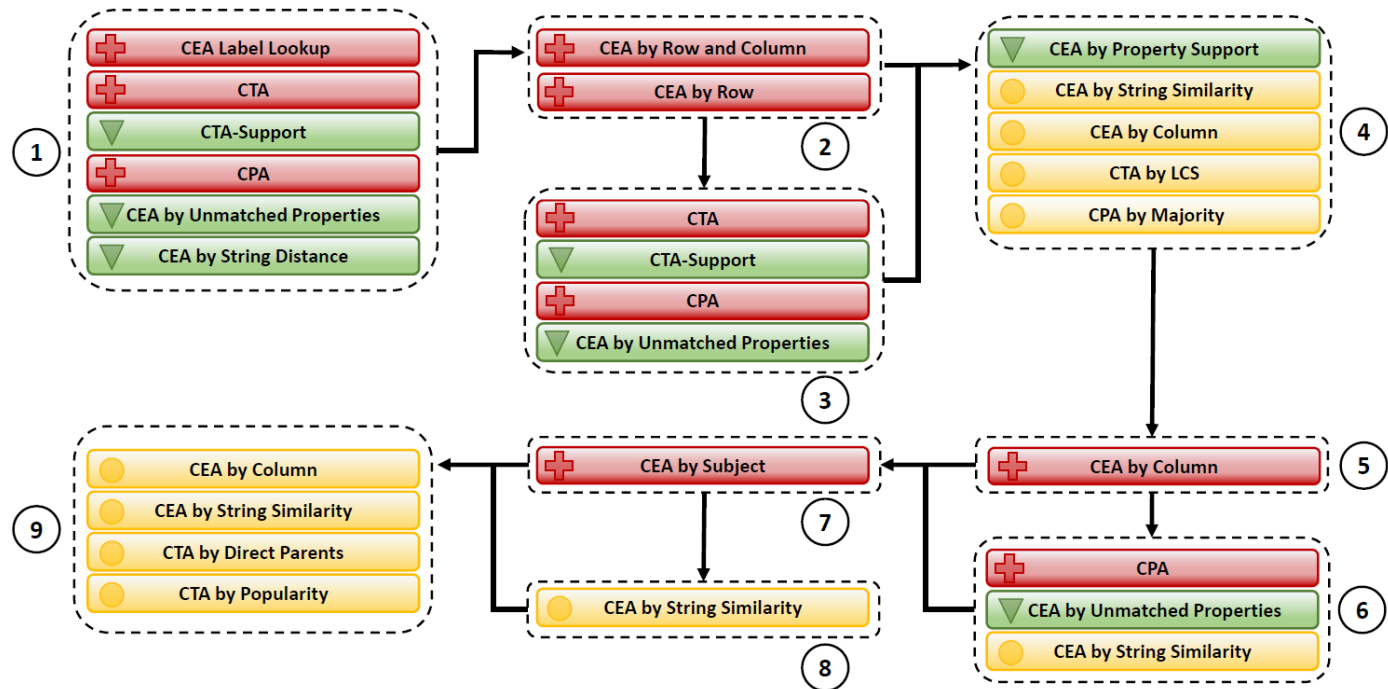 CEA Label Lookup
CTA
CTA-Support
CPA
CEA by Unmatched Properties
CEA by String Distance
1
CEA by Row and Column
CEA by Row
2
CTA
CTA-Support
CPA
CEA by Unmatched Properties
3
CEA by Property Support
CEA by String Similarity
CEA by Column
CTA by LCS
CPA by Majority
4
CEA by Column
5
CPA
CEA by Unmatched Properties
CEA by String Similarity
6
CEA by Subject
7
CEA by String Similarity
8
CEA by Column
CEA by String Similarity
CTA by Direct Parents
CTA by Popularity
9